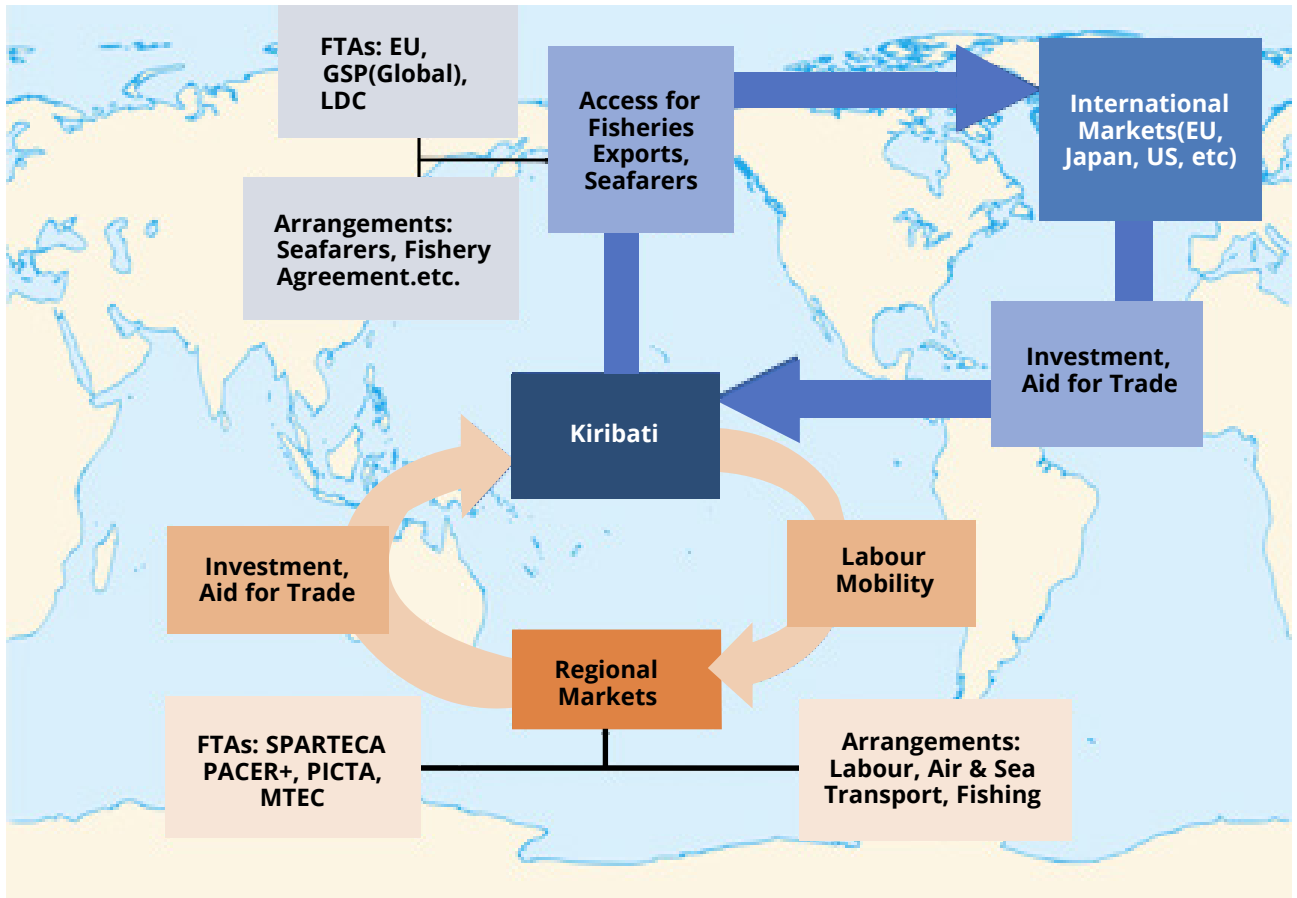 FTAs: EU,
GSP(Global),
LDC
Access for
Fisheries
Exports,
Seafarers
International
Markets(EU,
Japan, US, etc)
Arrangements:
Seafarers, Fishery
Agreement.etc.
Investment,
Aid for Trade
Kiribati
Investment,
Aid for Trade
Labour
Mobility
Regional
Markets
FTAs: SPARTECA
PACER+, PICTA,
MTEC
Arrangements:
Labour, Air & Sea
Transport, Fishing